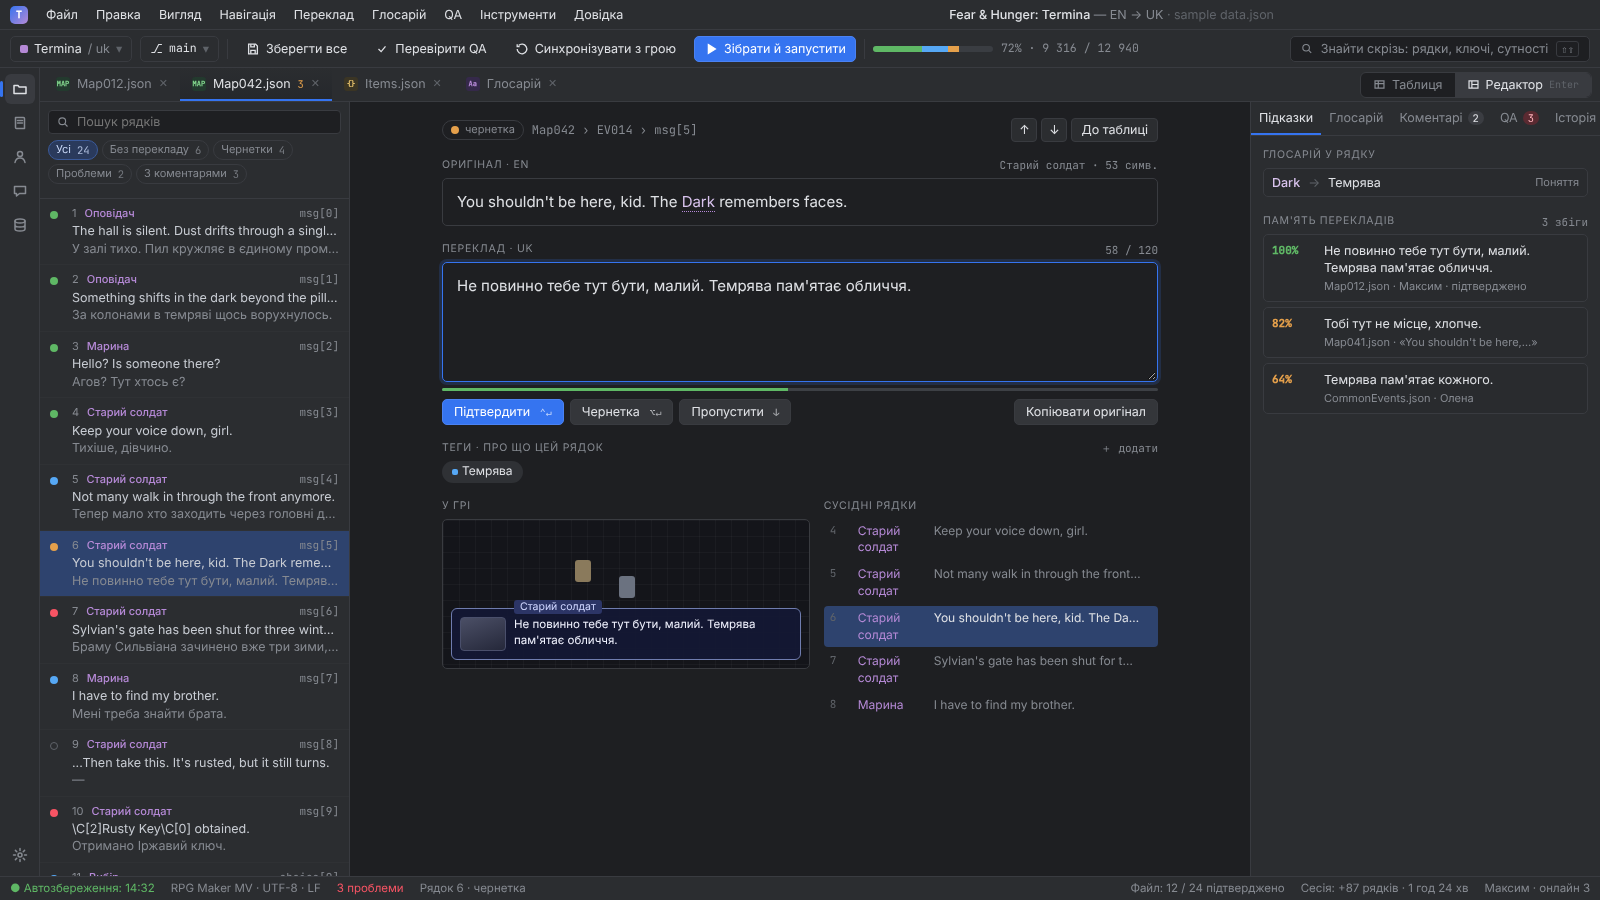 T Файл Правка Вигляд Навігація Переклад Глосарій QA Інструменти Довідка Fear & Hunger: Termina — EN → UK · sample data.json
Termina / uk ▾ main ▾ Зберегти все Перевірити QA Синхронізувати з грою Зібрати й запустити 72% · 9 316 / 12 940 Знайти скрізь: рядки, ключі, сутності ⇧⇧
MAP Map012.json × MAP Map042.json 3 × {} Items.json × Aa Глосарій × Таблиця Редактор Enter
Пошук рядків
Усі 24 Без перекладу 6 Чернетки 4
Проблеми 2 З коментарями 3
1 Оповідач msg[0]
The hall is silent. Dust drifts through a singl...
У залі тихо. Пил кружляє в єдиному пром...
2 Оповідач msg[1]
Something shifts in the dark beyond the pill...
За колонами в темряві щось ворухнулось.
3 Марина msg[2]
Hello? Is someone there?
Агов? Тут хтось є?
4 Старий солдат msg[3]
Keep your voice down, girl.
Тихіше, дівчино.
5 Старий солдат msg[4]
Not many walk in through the front anymore.
Тепер мало хто заходить через головні д...
6 Старий солдат msg[5]
You shouldn't be here, kid. The Dark reme...
Не повинно тебе тут бути, малий. Темряв...
7 Старий солдат msg[6]
Sylvian's gate has been shut for three wint...
Браму Сильвіана зачинено вже три зими,...
8 Марина msg[7]
I have to find my brother.
Мені треба знайти брата.
9 Старий солдат msg[8]
...Then take this. It's rusted, but it still turns.
—
10 Старий солдат msg[9]
\C[2]Rusty Key\C[0] obtained.
Отримано Іржавий ключ.
чернетка Map042 › EV014 › msg[5] ↑ ↓ До таблиці
ОРИГІНАЛ · EN Старий солдат · 53 симв.
You shouldn't be here, kid. The Dark remembers faces.
ПЕРЕКЛАД · UK 58 / 120
Не повинно тебе тут бути, малий. Темрява пам'ятає обличчя.
Підтвердити ⌃↵ Чернетка ⌥↵ Пропустити ↓ Копіювати оригінал
ТЕГИ · ПРО ЩО ЦЕЙ РЯДОК + додати
Темрява
У ГРІ
Старий солдат
Не повинно тебе тут бути, малий. Темрява
пам'ятає обличчя.
СУСІДНІ РЯДКИ
4 Старий солдат Keep your voice down, girl.
5 Старий солдат Not many walk in through the front...
6 Старий солдат You shouldn't be here, kid. The Da...
7 Старий солдат Sylvian's gate has been shut for t...
8 Марина I have to find my brother.
Підказки Глосарій Коментарі 2 QA 3 Історія
ГЛОСАРІЙ У РЯДКУ
Dark → Темрява Поняття
ПАМ'ЯТЬ ПЕРЕКЛАДІВ 3 збіги
100% Не повинно тебе тут бути, малий.
Темрява пам'ятає обличчя.
Map012.json · Максим · підтверджено
82% Тобі тут не місце, хлопче.
Map041.json · «You shouldn't be here,...»
64% Темрява пам'ятає кожного.
CommonEvents.json · Олена
Автозбереження: 14:32 RPG Maker MV · UTF-8 · LF 3 проблеми Рядок 6 · чернетка Файл: 12 / 24 підтверджено Сесія: +87 рядків · 1 год 24 хв Максим · онлайн 3